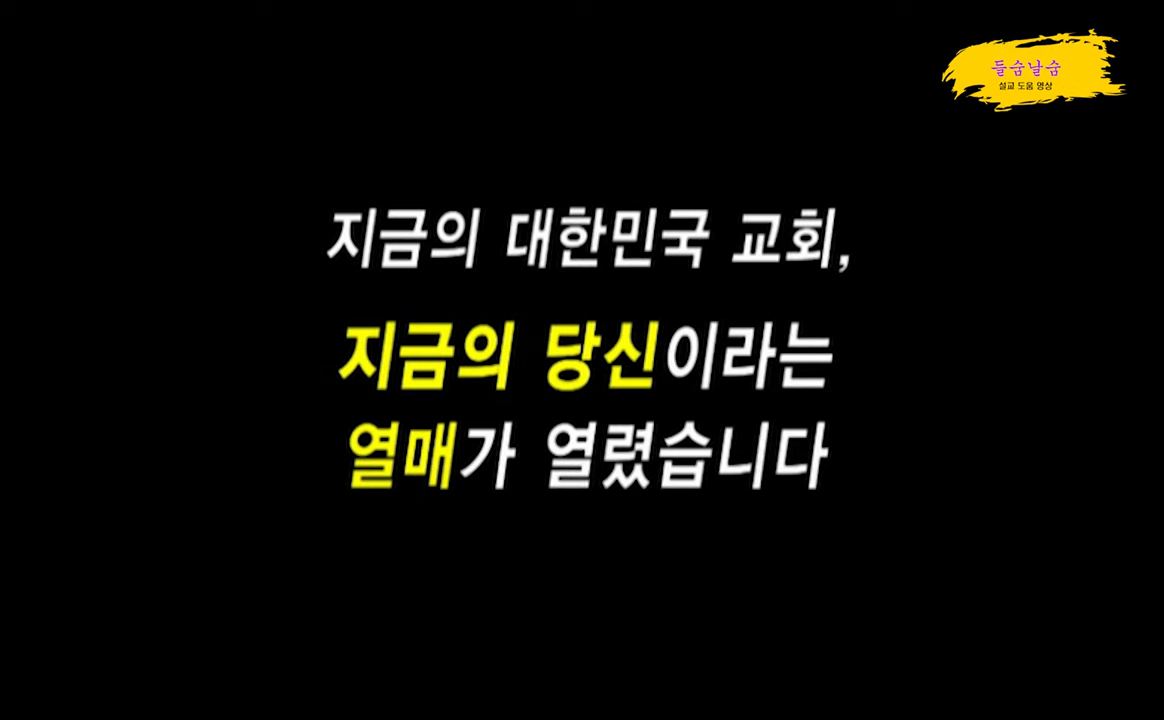 들숨날숨
설교 도움 영상
지금의 대한민국 교회,
지금의 당신이라는
열매가 열렸습니다